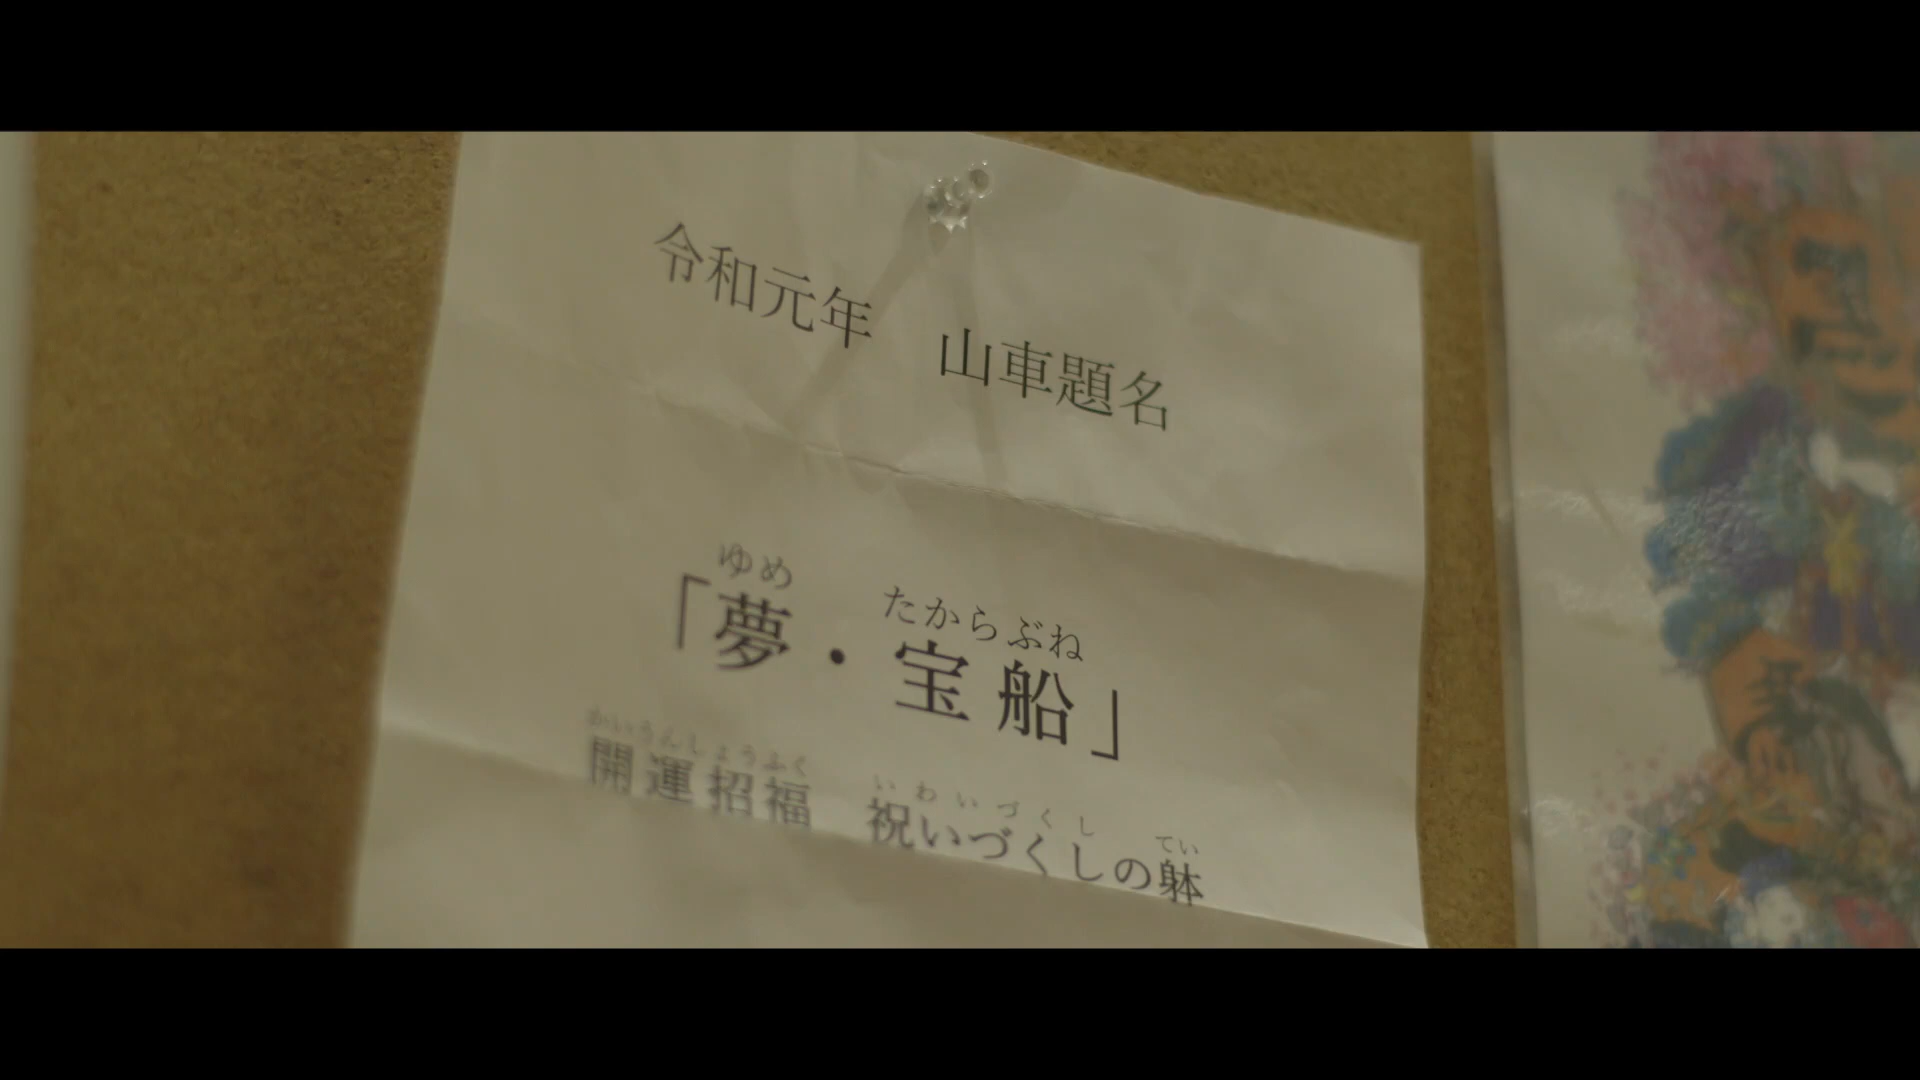 令和元年　山車題名
ゆめ　たからぶね
「夢・宝船」
かいうんしょうふく　いわいづくし　てい
開運招福　祝いづくしの躰